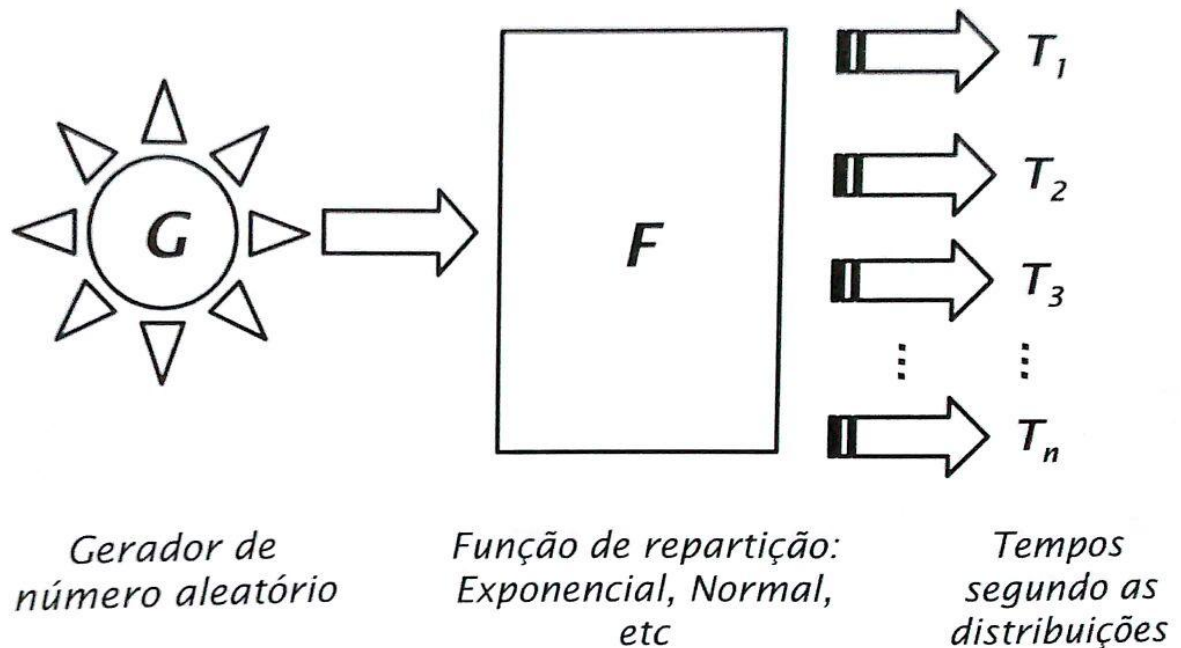 G
F
T1
T2
T3
⋮ ⋮
Tn
Gerador de
número aleatório
Função de repartição:
Exponencial, Normal,
etc
Tempos
segundo as
distribuições